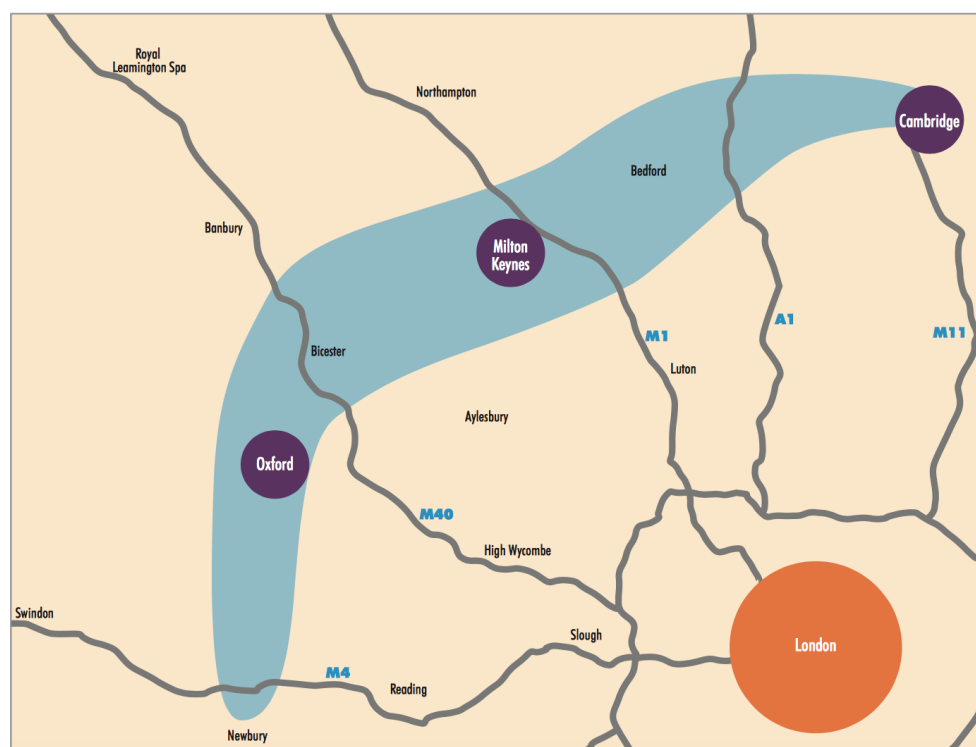 Royal
Leamington Spa
Northampton
Cambridge
Bedford
Banbury
Milton
Keynes
A1
M1
M11
Bicester
Luton
Aylesbury
Oxford
M40
High Wycombe
Swindon
Slough
London
M4
Reading
Newbury